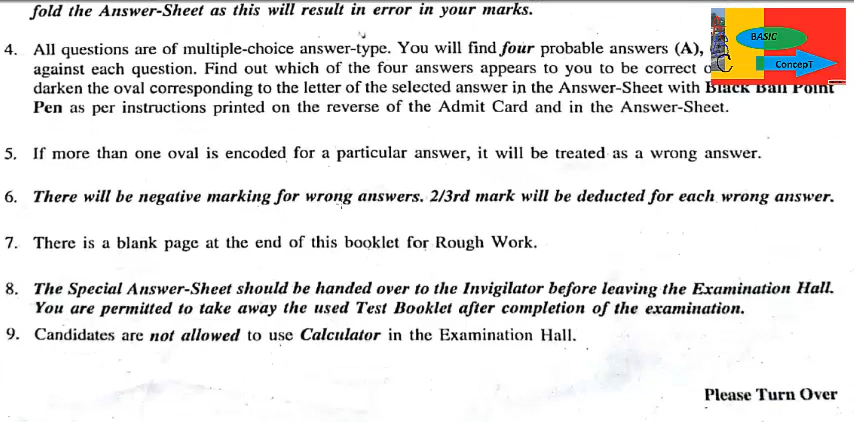 fold the Answer-Sheet as this will result in error in your marks.
4. All questions are of multiple-choice answer-type. You will find four probable answers (A),
against each question. Find out which of the four answers appears to you to be correct
darken the oval corresponding to the letter of the selected answer in the Answer-Sheet with Black Ball Point
Pen as per instructions printed on the reverse of the Admit Card and in the Answer-Sheet.
5. If more than one oval is encoded for a particular answer, it will be treated as a wrong answer.
6. There will be negative marking for wrong answers. 2/3rd mark will be deducted for each wrong answer.
7. There is a blank page at the end of this booklet for Rough Work.
8. The Special Answer-Sheet should be handed over to the Invigilator before leaving the Examination Hall.
You are permitted to take away the used Test Booklet after completion of the examination.
9. Candidates are not allowed to use Calculator in the Examination Hall.
Please Turn Over
BASIC
ConcepT